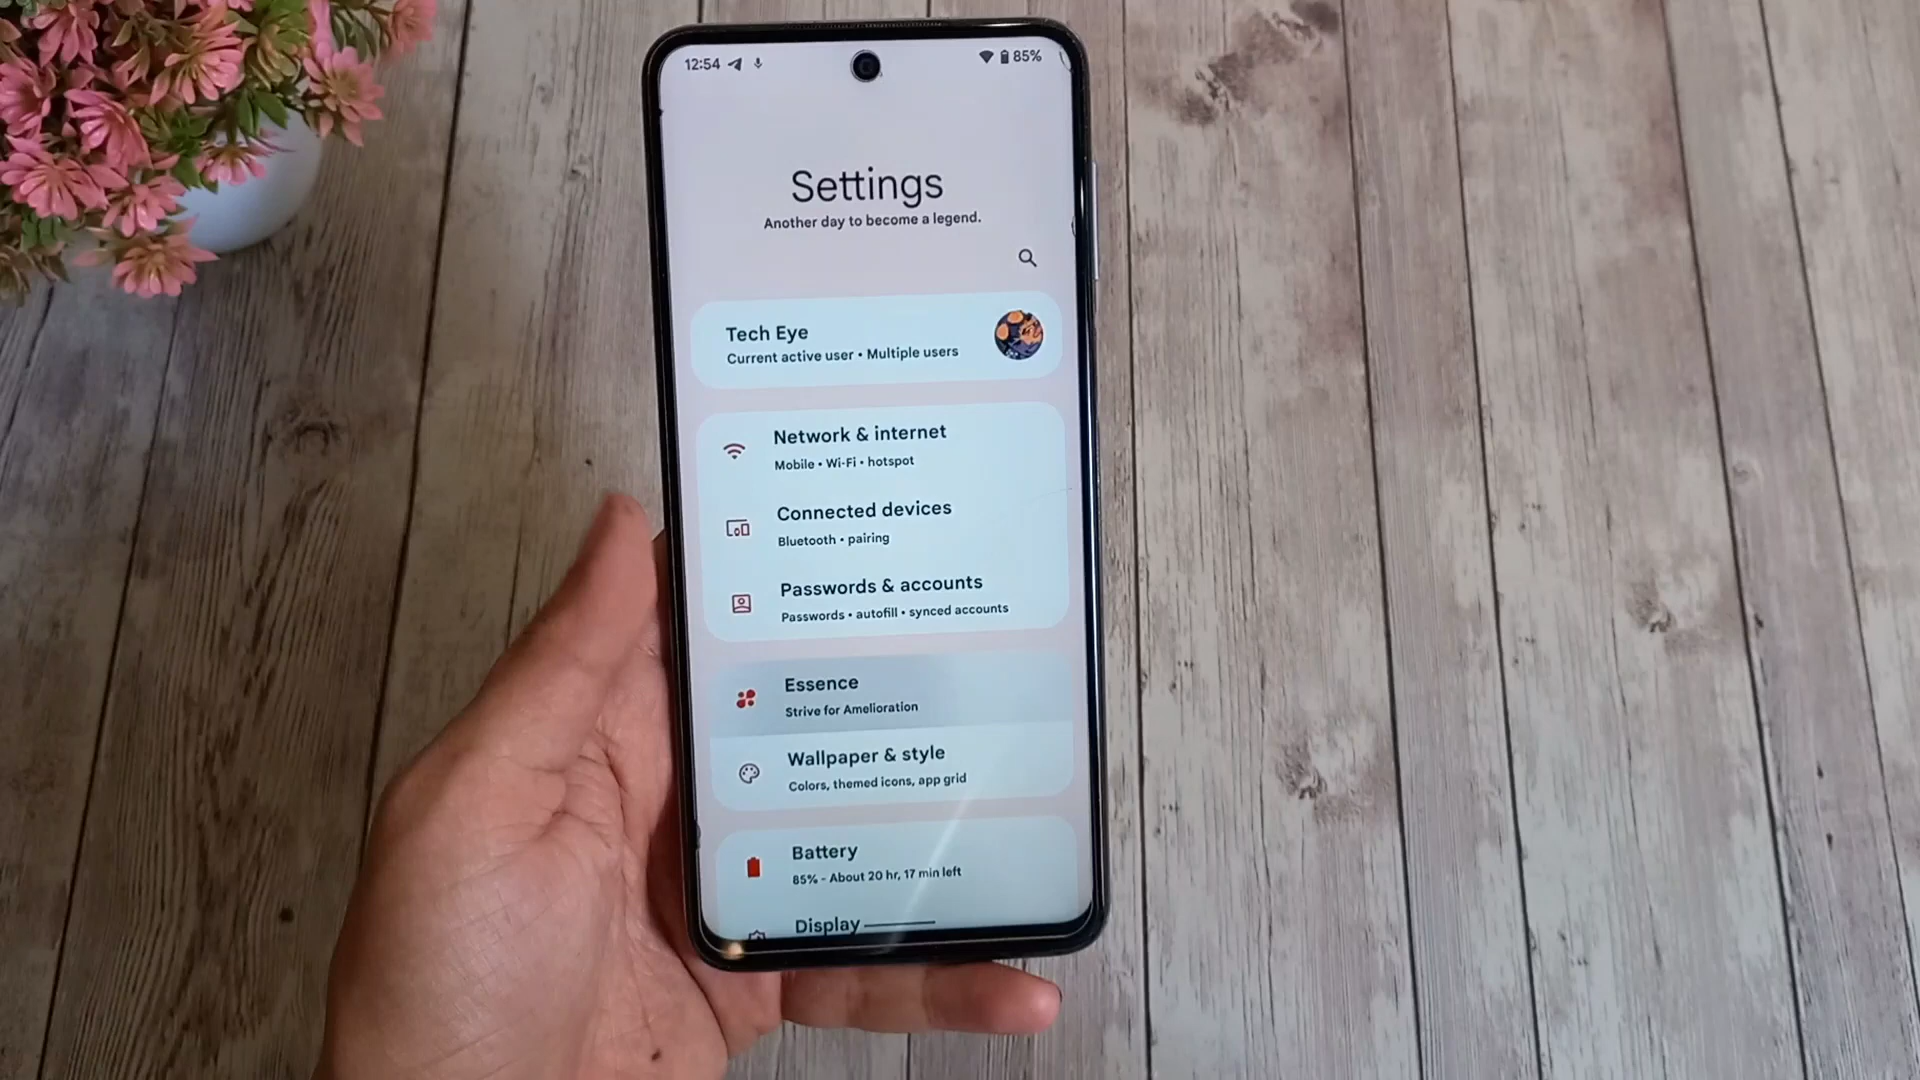 12:54
85%
Settings
Another day to become a legend.
Tech Eye
Current active user • Multiple users
Network & internet
Mobile • Wi-Fi • hotspot
Connected devices
Bluetooth • pairing
Passwords & accounts
Passwords • autofill • synced accounts
Essence
Strive for Amelioration
Wallpaper & style
Colors, themed icons, app grid
Battery
85% - About 20 hr, 17 min left
Display